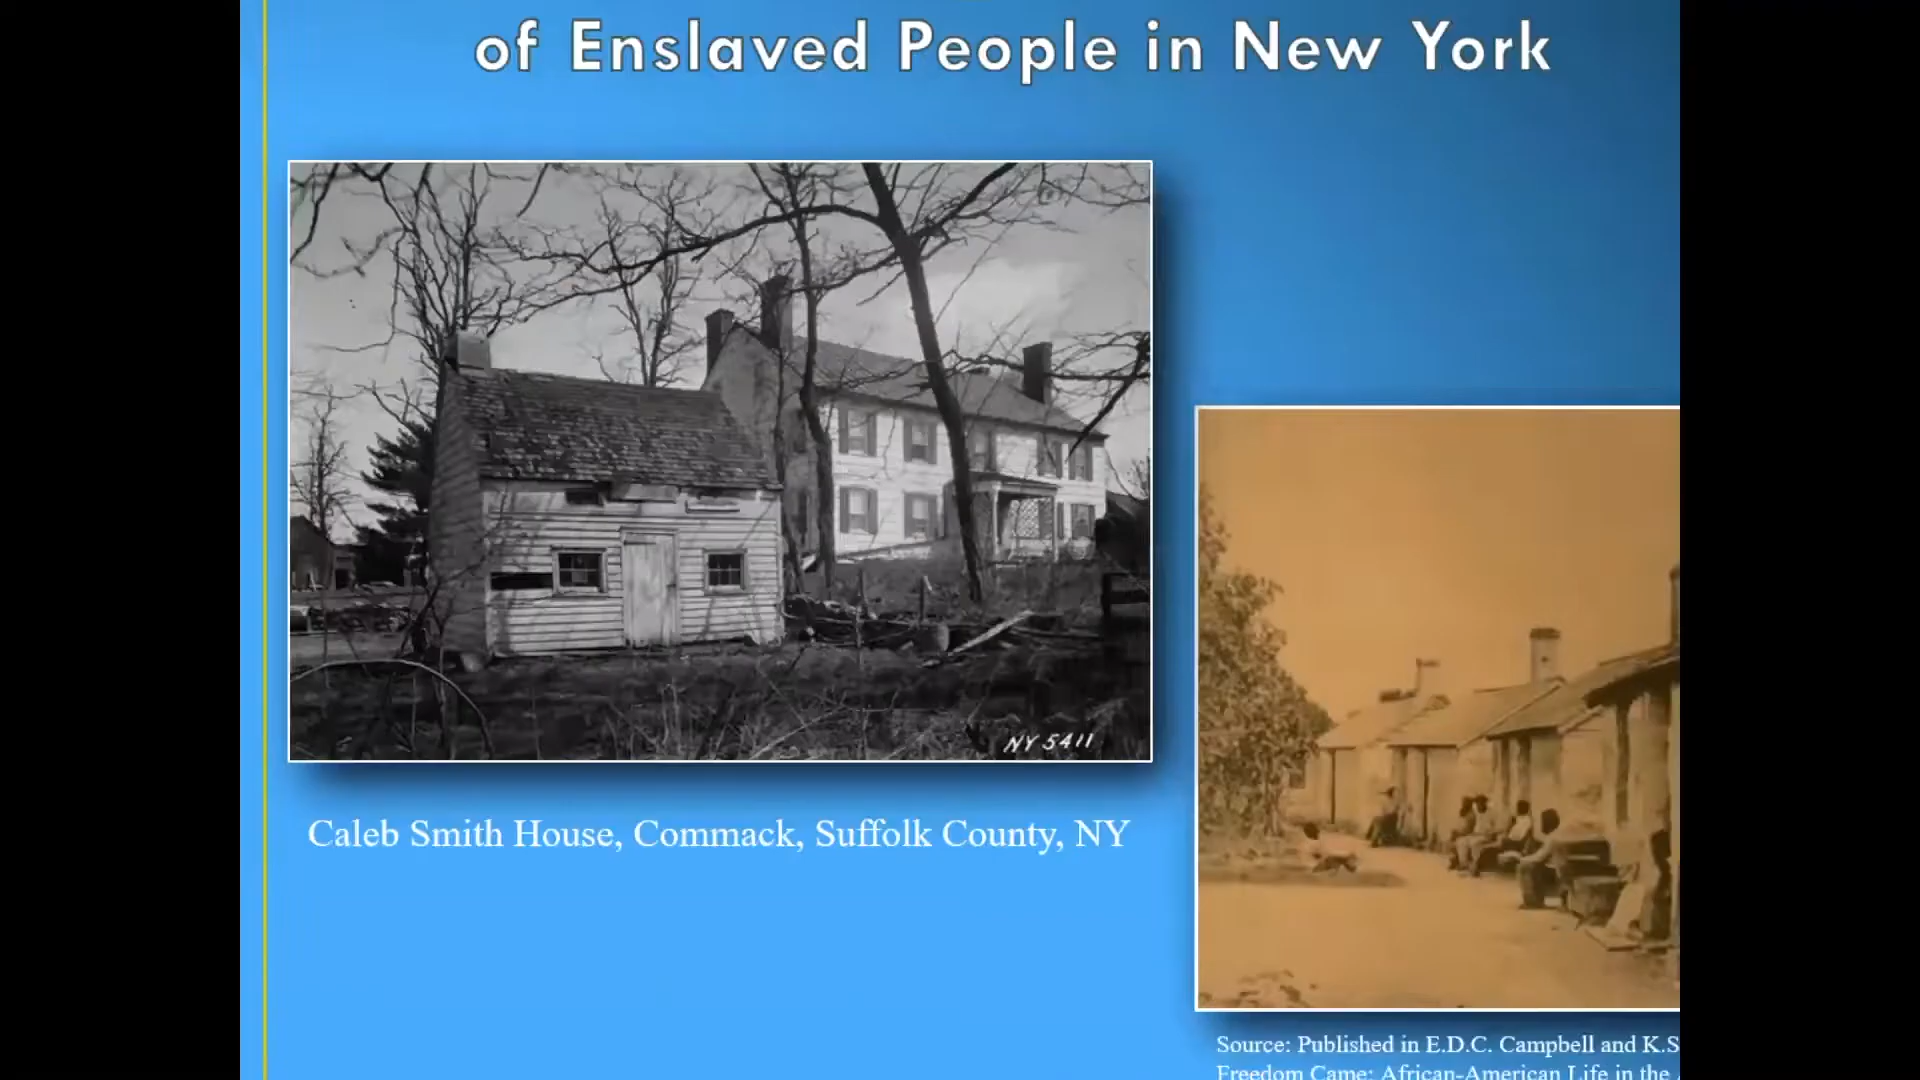 of Enslaved People in New York
NY 5411
Caleb Smith House, Commack, Suffolk County, NY
Source: Published in E.D.C. Campbell and K.S
Freedom Came: African-American Life in the